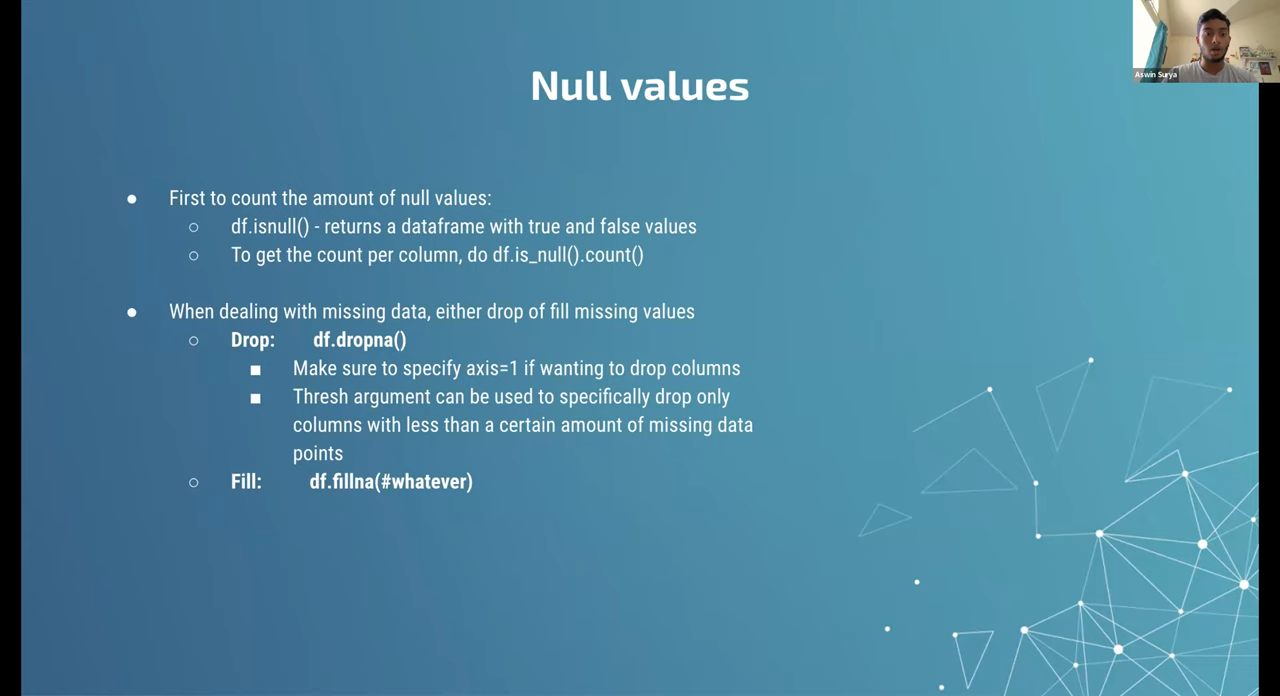 Aswin Surya
Null values
● First to count the amount of null values:
○ df.isnull() - returns a dataframe with true and false values
○ To get the count per column, do df.is_null().count()
● When dealing with missing data, either drop of fill missing values
○ Drop: df.dropna()
■ Make sure to specify axis=1 if wanting to drop columns
■ Thresh argument can be used to specifically drop only
columns with less than a certain amount of missing data
points
○ Fill: df.fillna(#whatever)